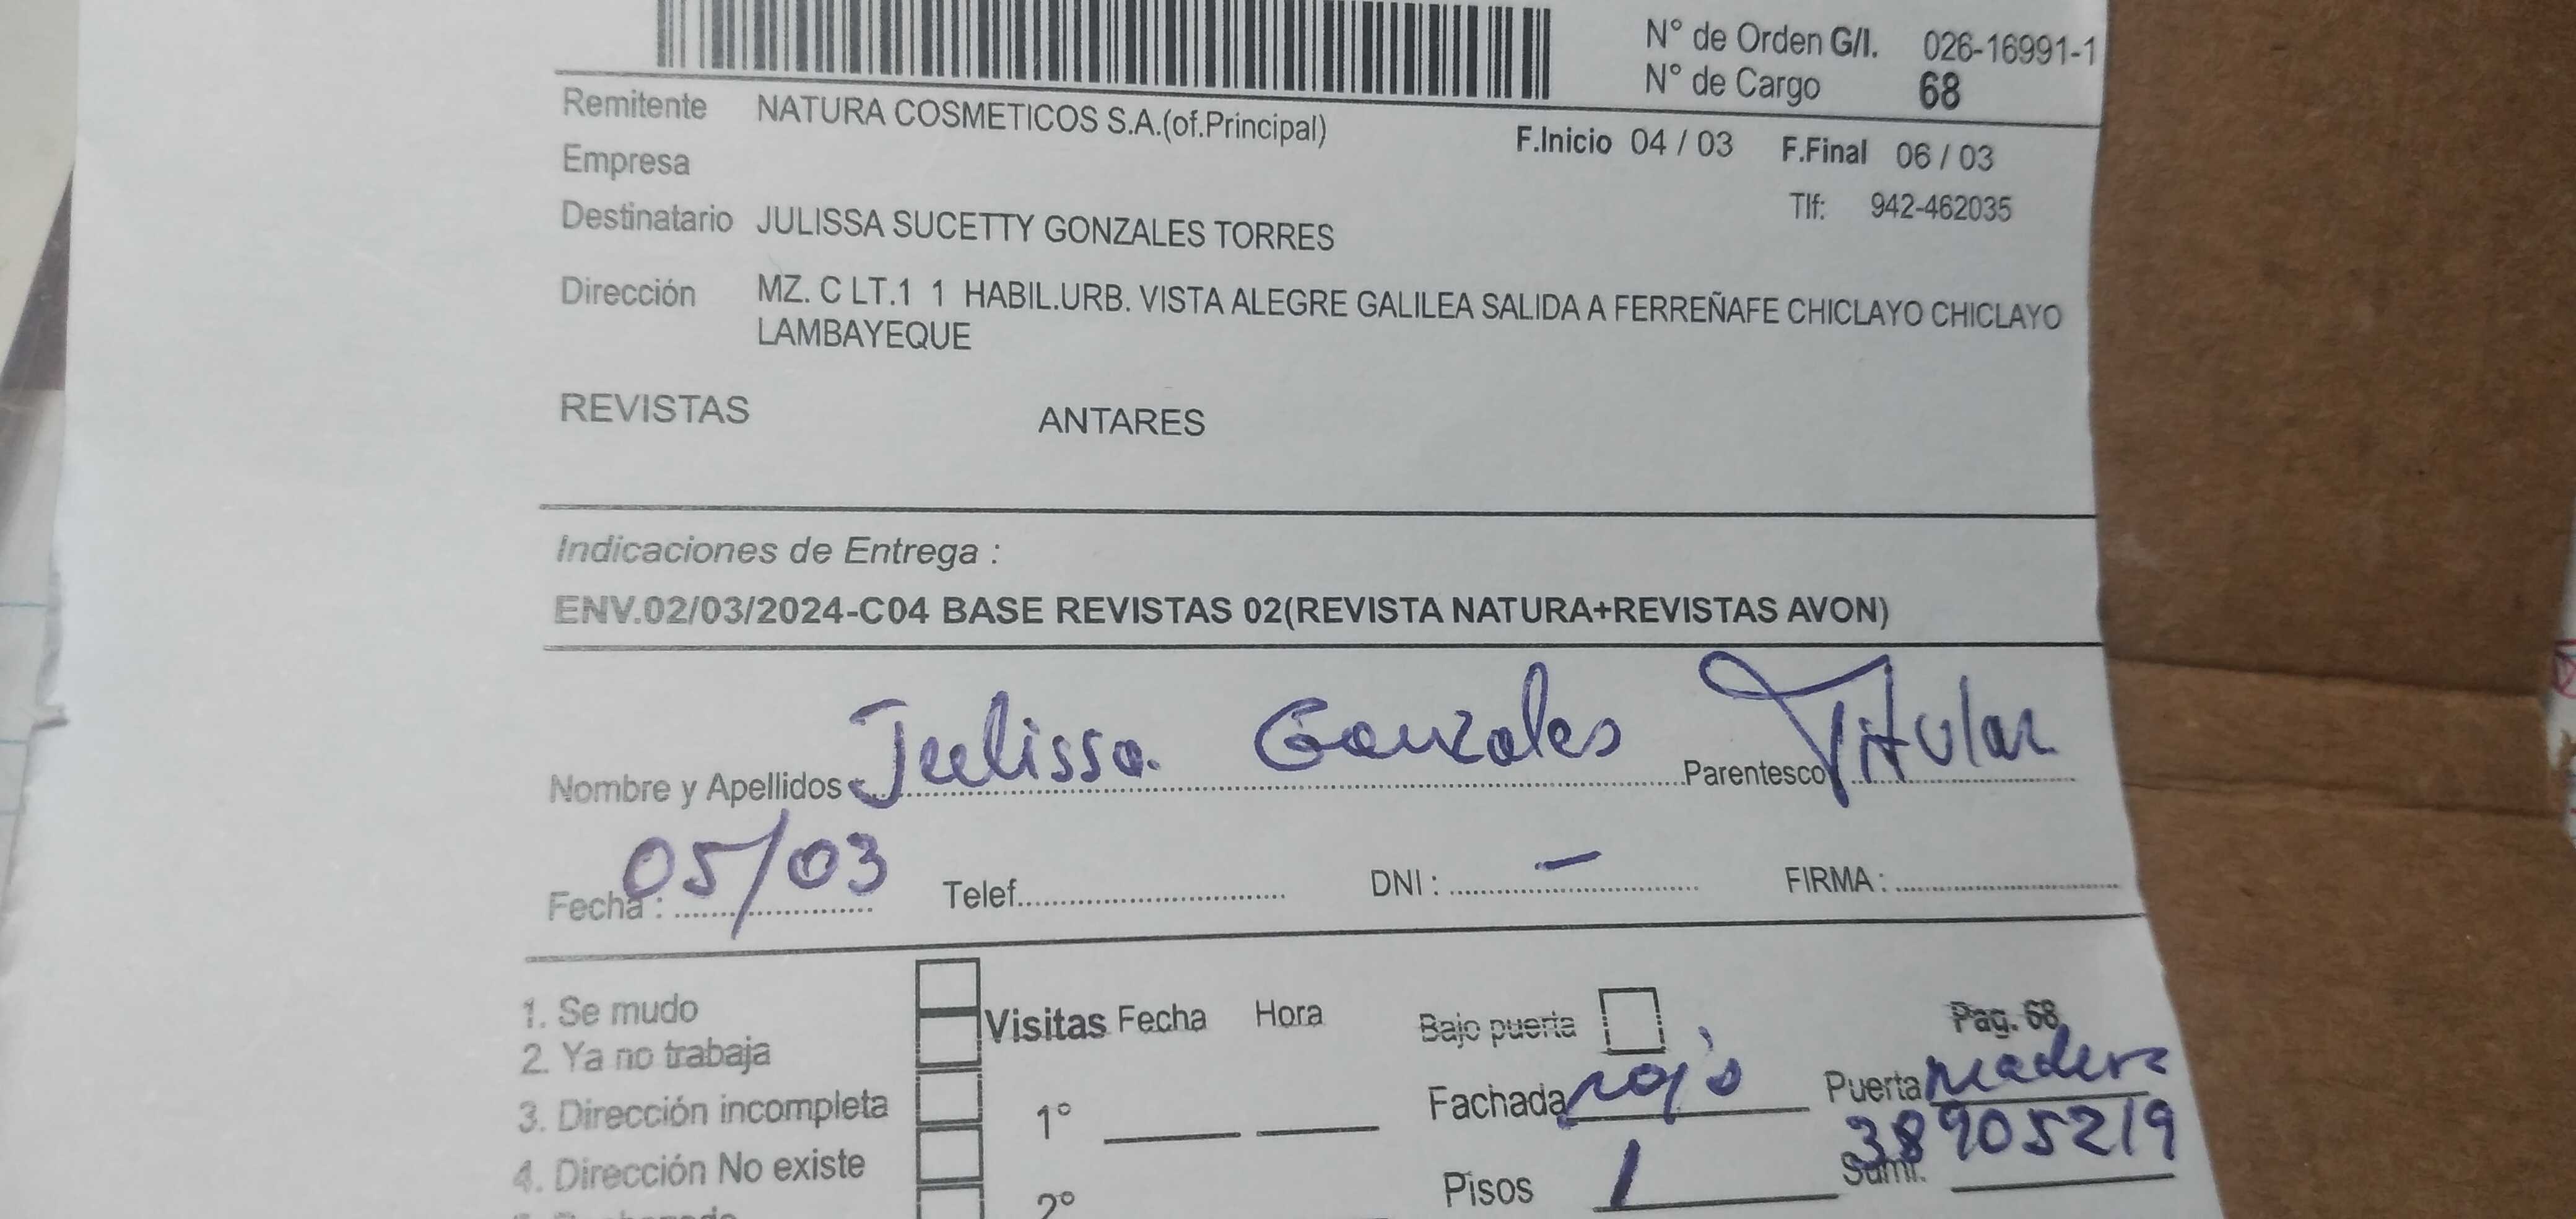 N° de Orden G/I. 026-16991-1
N° de Cargo 68
Remitente NATURA COSMETICOS S.A.(of.Principal)
F.Inicio 04 / 03 F.Final 06 / 03
Empresa
Tlf: 942-462035
Destinatario JULISSA SUCETTY GONZALES TORRES
Dirección MZ. C LT.1 1 HABIL.URB. VISTA ALEGRE GALILEA SALIDA A FERREÑAFE CHICLAYO CHICLAYO
LAMBAYEQUE
REVISTAS ANTARES
Indicaciones de Entrega :
ENV.02/03/2024-C04 BASE REVISTAS 02(REVISTA NATURA+REVISTAS AVON)
Nombre y Apellidos Julissa Gonzales Parentesco Titular
Fecha : 05/03 Telef. DNI : - FIRMA :
1. Se mudo
2. Ya no trabaja
3. Dirección incompleta
4. Dirección No existe
Visitas Fecha Hora
1°
2°
Bajo puerta
Pag. 68
Fachada rojo Puerta madera
Pisos 1 Sumi. 38905219